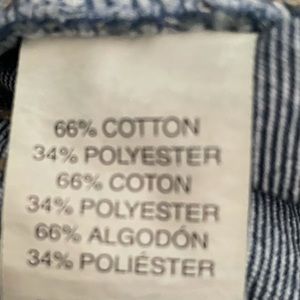 66% COTTON
34% POLYESTER
66% COTON
34% POLYESTER
66% ALGODÓN
34% POLIÉSTER